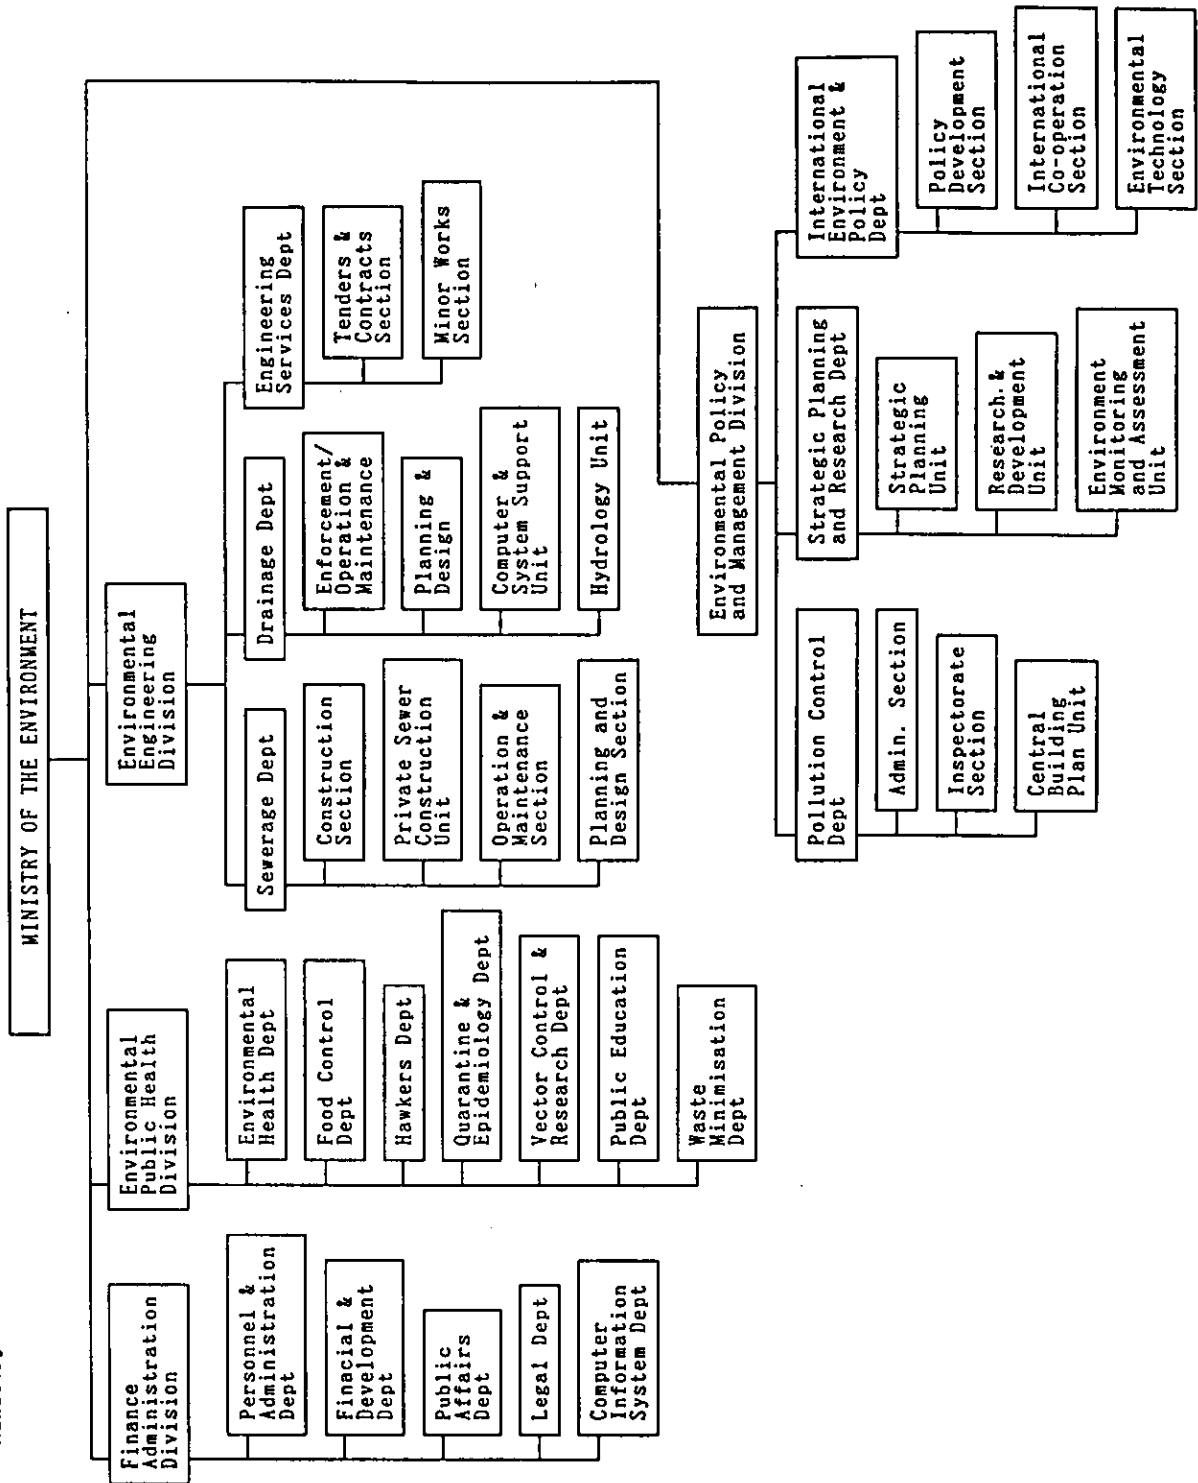 MINISTRY OF THE ENVIRONMENT
Finance
Administration
Division
Personnel &
Administration
Dept
Finacial &
Development
Dept
Public
Affairs
Dept
Legal Dept
Computer
Information
System Dept
Environmental
Public Health
Division
Environmental
Health Dept
Food Control
Dept
Hawkers Dept
Quarantine &
Epidemiology Dept
Vector Control &
Research Dept
Public Education
Dept
Waste
Minimisation
Dept
Environmental
Engineering
Division
Sewerage Dept
Construction
Section
Private Sewer
Construction
Unit
Operation &
Maintenance
Section
Planning and
Design Section
Drainage Dept
Enforcement/
Operation &
Maintenance
Planning &
Design
Computer &
System Support
Unit
Hydrology Unit
Engineering
Services Dept
Tenders &
Contracts
Section
Minor Works
Section
Environmental Policy
and Management Division
Pollution Control
Dept
Admin. Section
Inspectorate
Section
Central
Building
Plan Unit
Strategic Planning
and Research Dept
Strategic
Planning
Unit
Research. &
Development
Unit
Environment
Monitoring
and Assessment
Unit
International
Environment &
Policy
Dept
Policy
Development
Section
International
Co-operation
Section
Environmental
Technology
Section